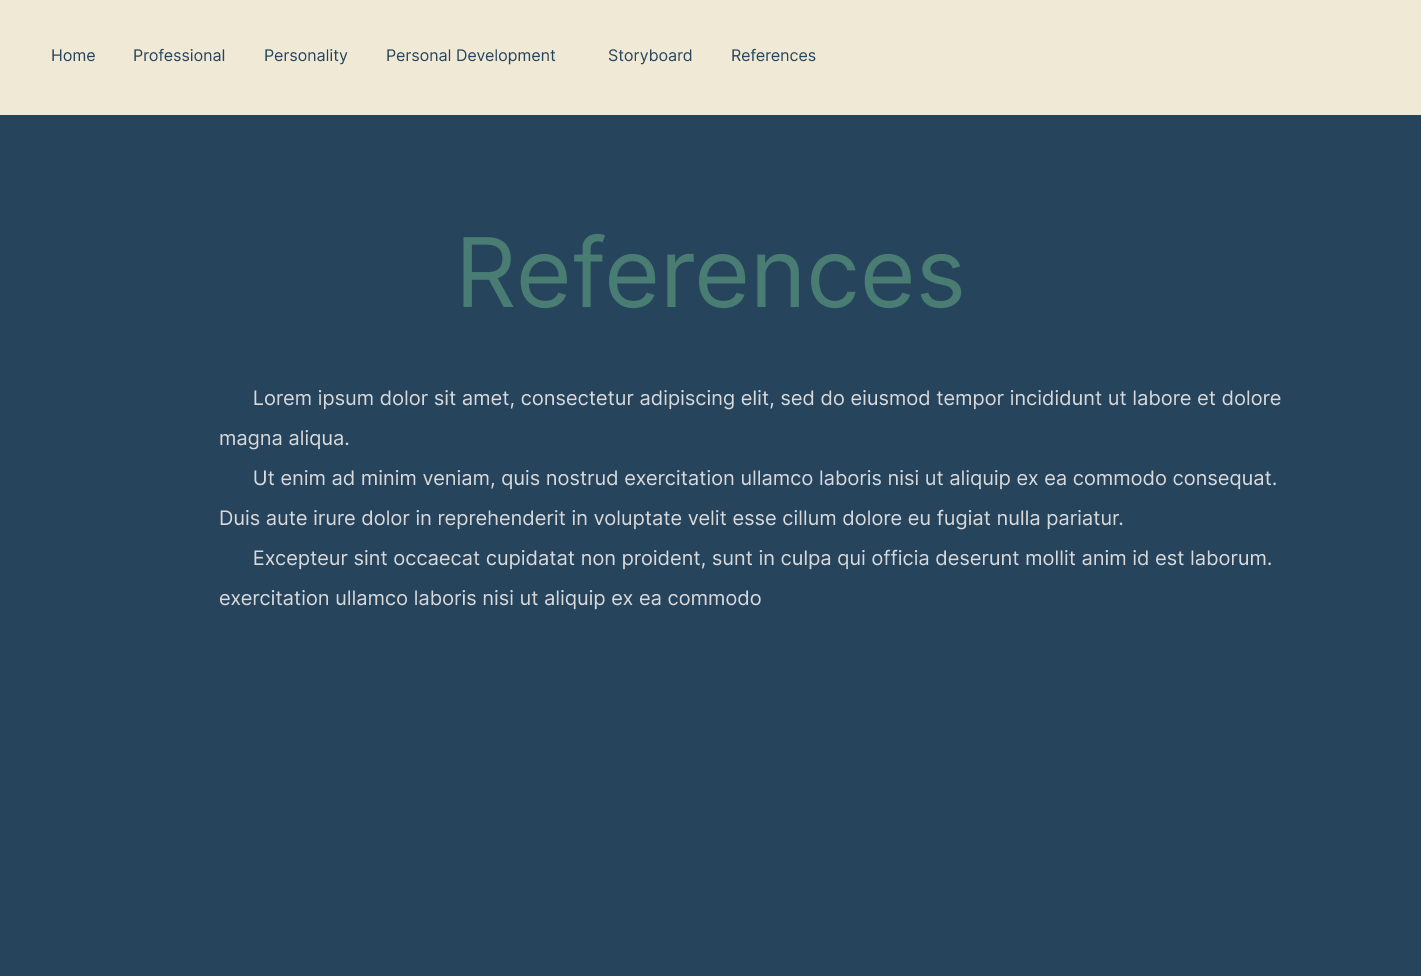 Home Professional Personality Personal Development Storyboard References
References
Lorem ipsum dolor sit amet, consectetur adipiscing elit, sed do eiusmod tempor incididunt ut labore et dolore
magna aliqua.
Ut enim ad minim veniam, quis nostrud exercitation ullamco laboris nisi ut aliquip ex ea commodo consequat.
Duis aute irure dolor in reprehenderit in voluptate velit esse cillum dolore eu fugiat nulla pariatur.
Excepteur sint occaecat cupidatat non proident, sunt in culpa qui officia deserunt mollit anim id est laborum.
exercitation ullamco laboris nisi ut aliquip ex ea commodo